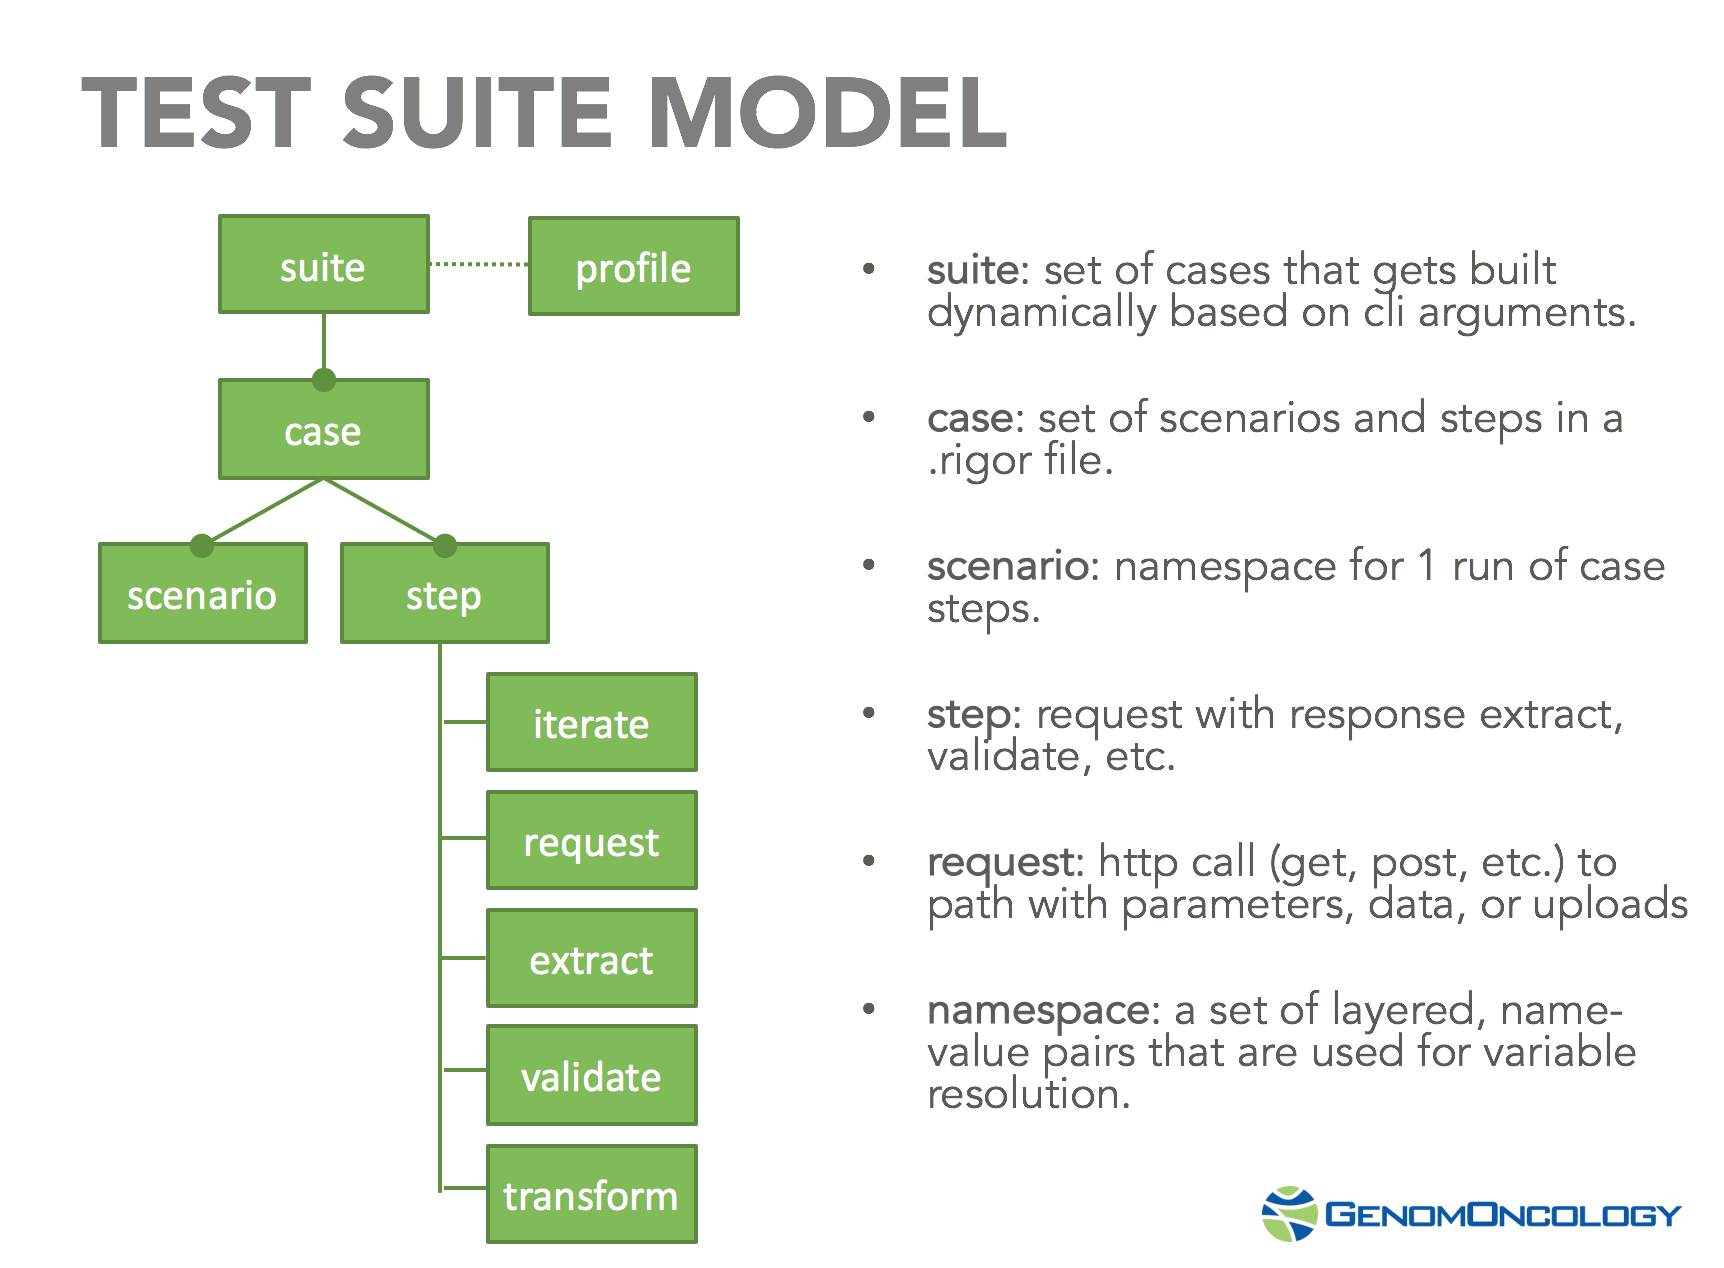 TEST SUITE MODEL
suite
profile
case
scenario
step
iterate
request
extract
validate
transform
• suite: set of cases that gets built
dynamically based on cli arguments.
• case: set of scenarios and steps in a
.rigor file.
• scenario: namespace for 1 run of case
steps.
• step: request with response extract,
validate, etc.
• request: http call (get, post, etc.) to
path with parameters, data, or uploads
• namespace: a set of layered, name-
value pairs that are used for variable
resolution.
GENOMONCOLOGY